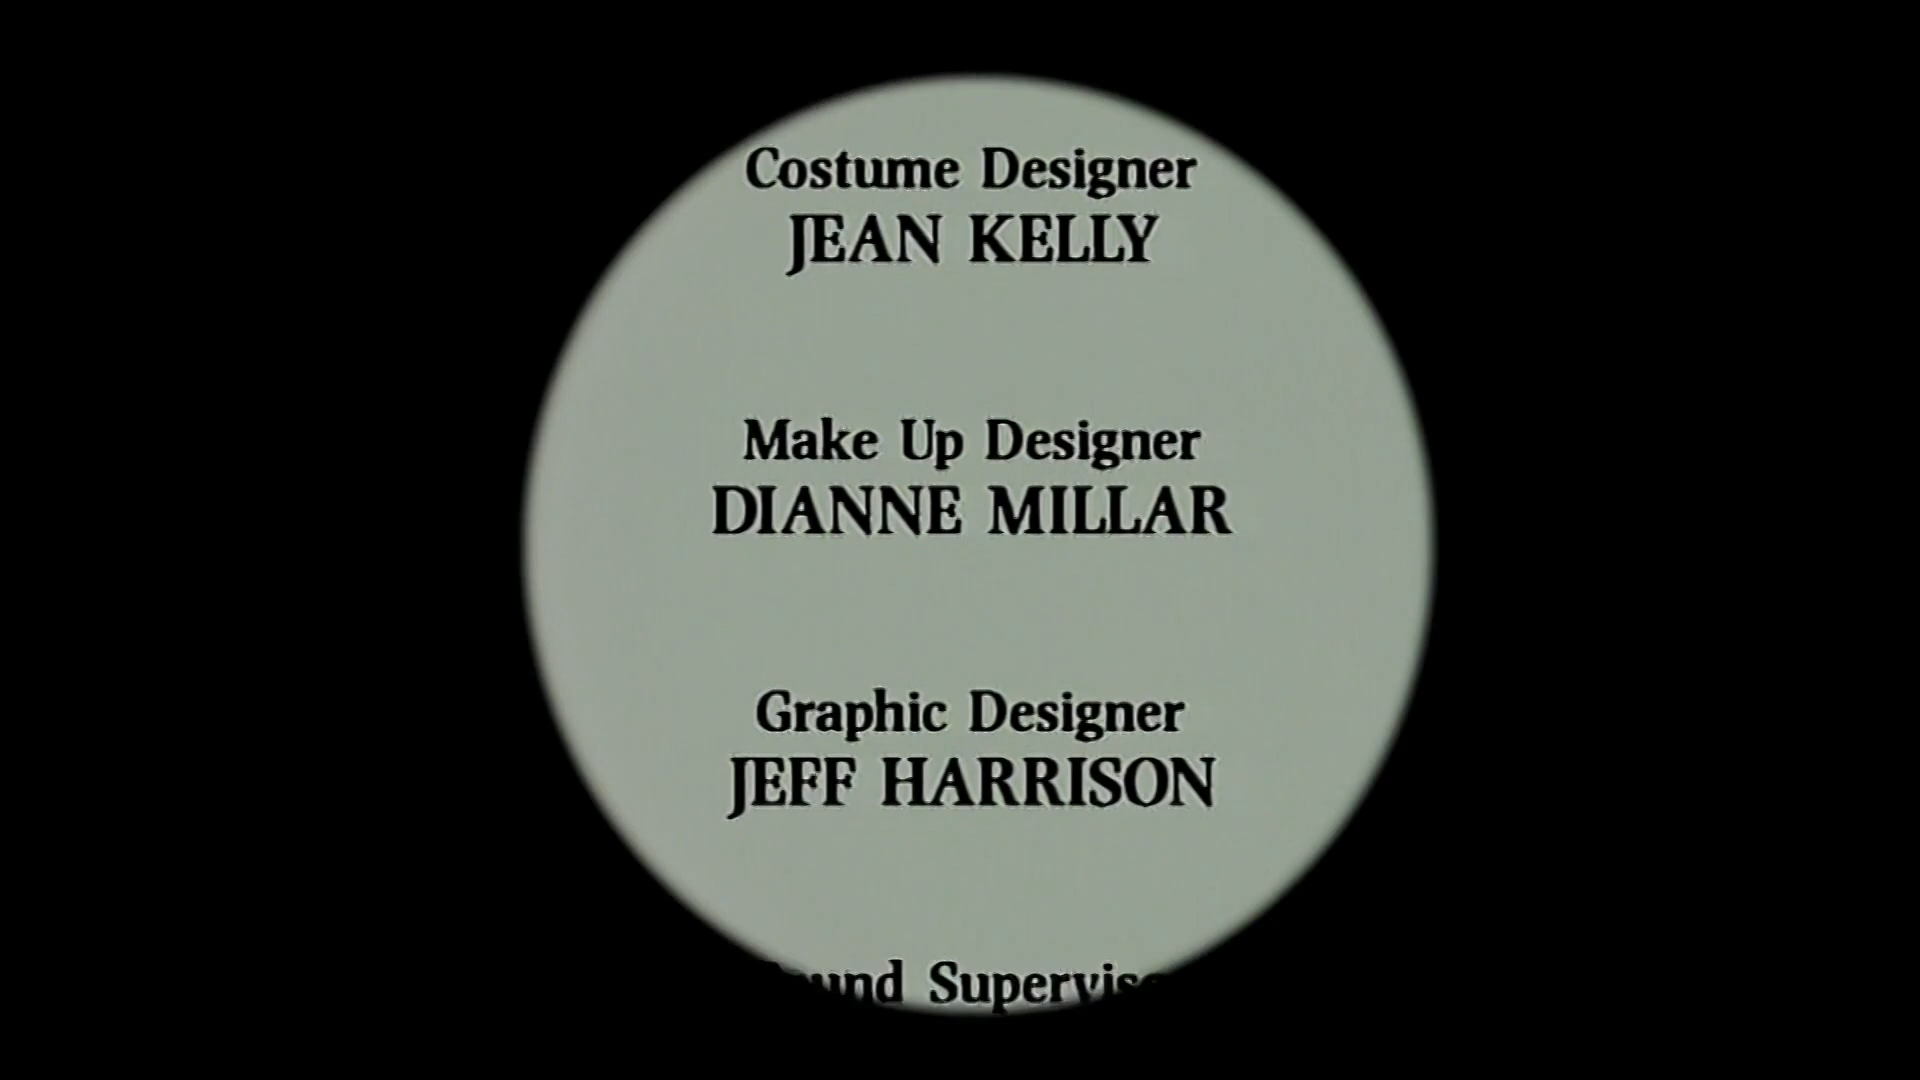 Costume Designer
JEAN KELLY
Make Up Designer
DIANNE MILLAR
Graphic Designer
JEFF HARRISON